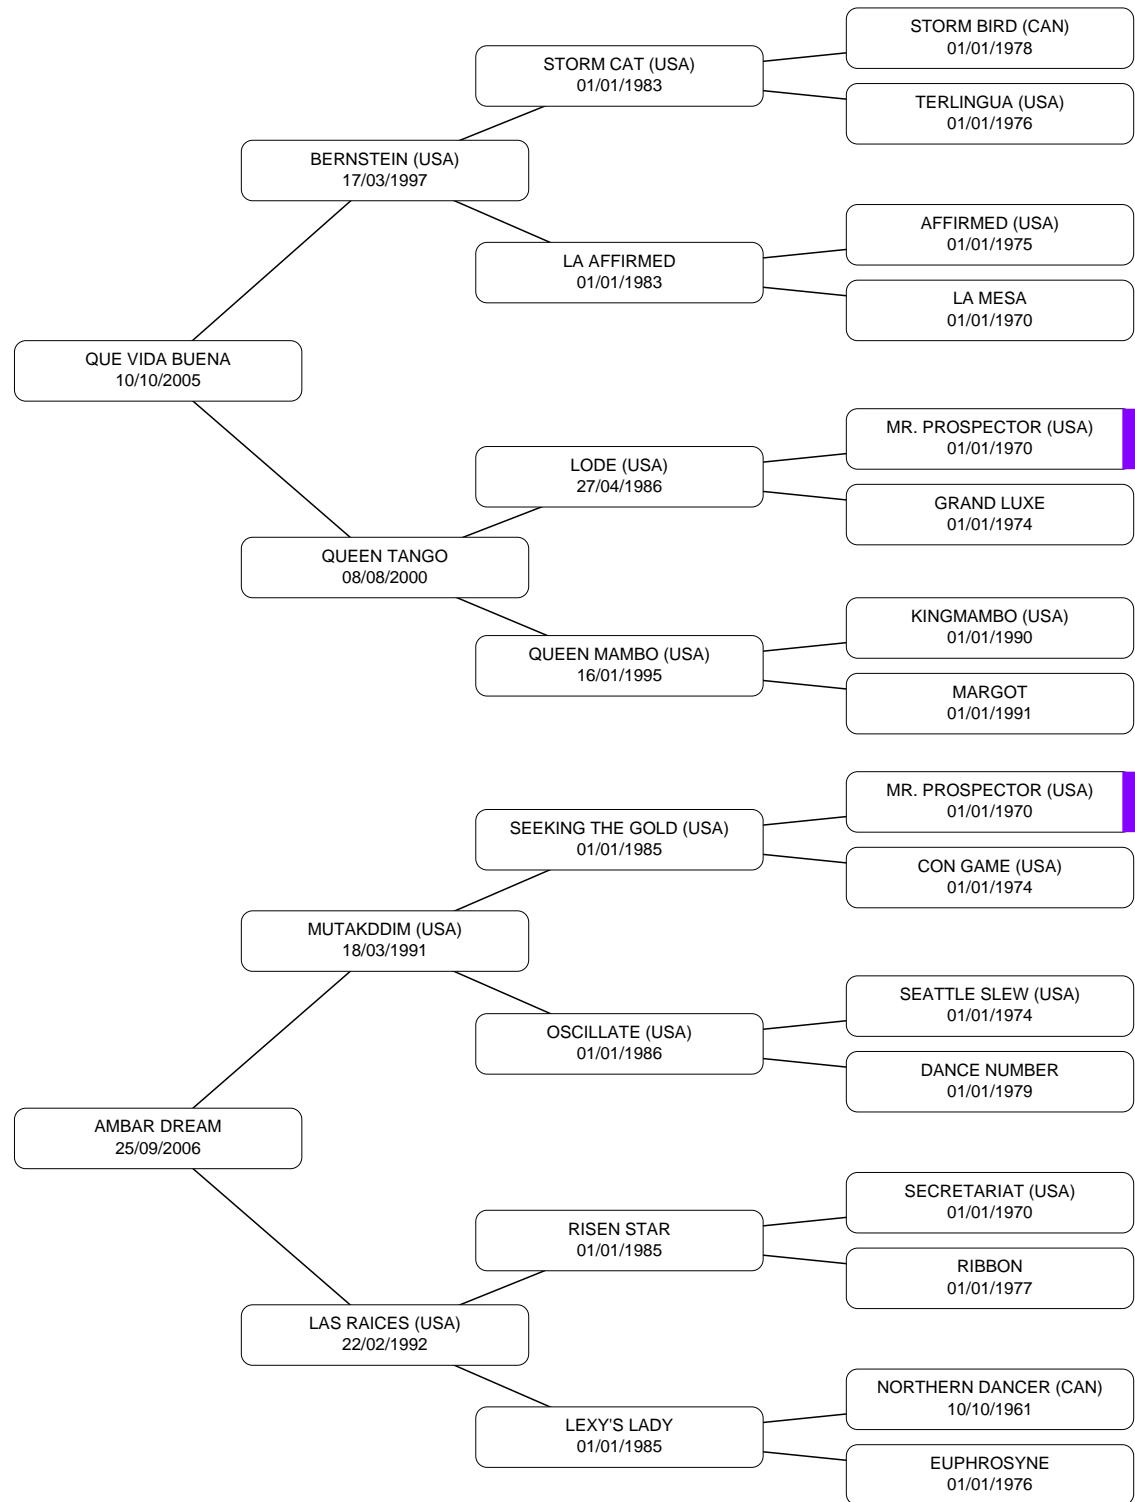 STORM BIRD (CAN)
01/01/1978
STORM CAT (USA)
01/01/1983
TERLINGUA (USA)
01/01/1976
BERNSTEIN (USA)
17/03/1997
AFFIRMED (USA)
01/01/1975
LA AFFIRMED
01/01/1983
LA MESA
01/01/1970
QUE VIDA BUENA
10/10/2005
MR. PROSPECTOR (USA)
01/01/1970
LODE (USA)
27/04/1986
GRAND LUXE
01/01/1974
QUEEN TANGO
08/08/2000
KINGMAMBO (USA)
01/01/1990
QUEEN MAMBO (USA)
16/01/1995
MARGOT
01/01/1991
MR. PROSPECTOR (USA)
01/01/1970
SEEKING THE GOLD (USA)
01/01/1985
CON GAME (USA)
01/01/1974
MUTAKDDIM (USA)
18/03/1991
SEATTLE SLEW (USA)
01/01/1974
OSCILLATE (USA)
01/01/1986
DANCE NUMBER
01/01/1979
AMBAR DREAM
25/09/2006
SECRETARIAT (USA)
01/01/1970
RISEN STAR
01/01/1985
RIBBON
01/01/1977
LAS RAICES (USA)
22/02/1992
NORTHERN DANCER (CAN)
10/10/1961
LEXY'S LADY
01/01/1985
EUPHROSYNE
01/01/1976